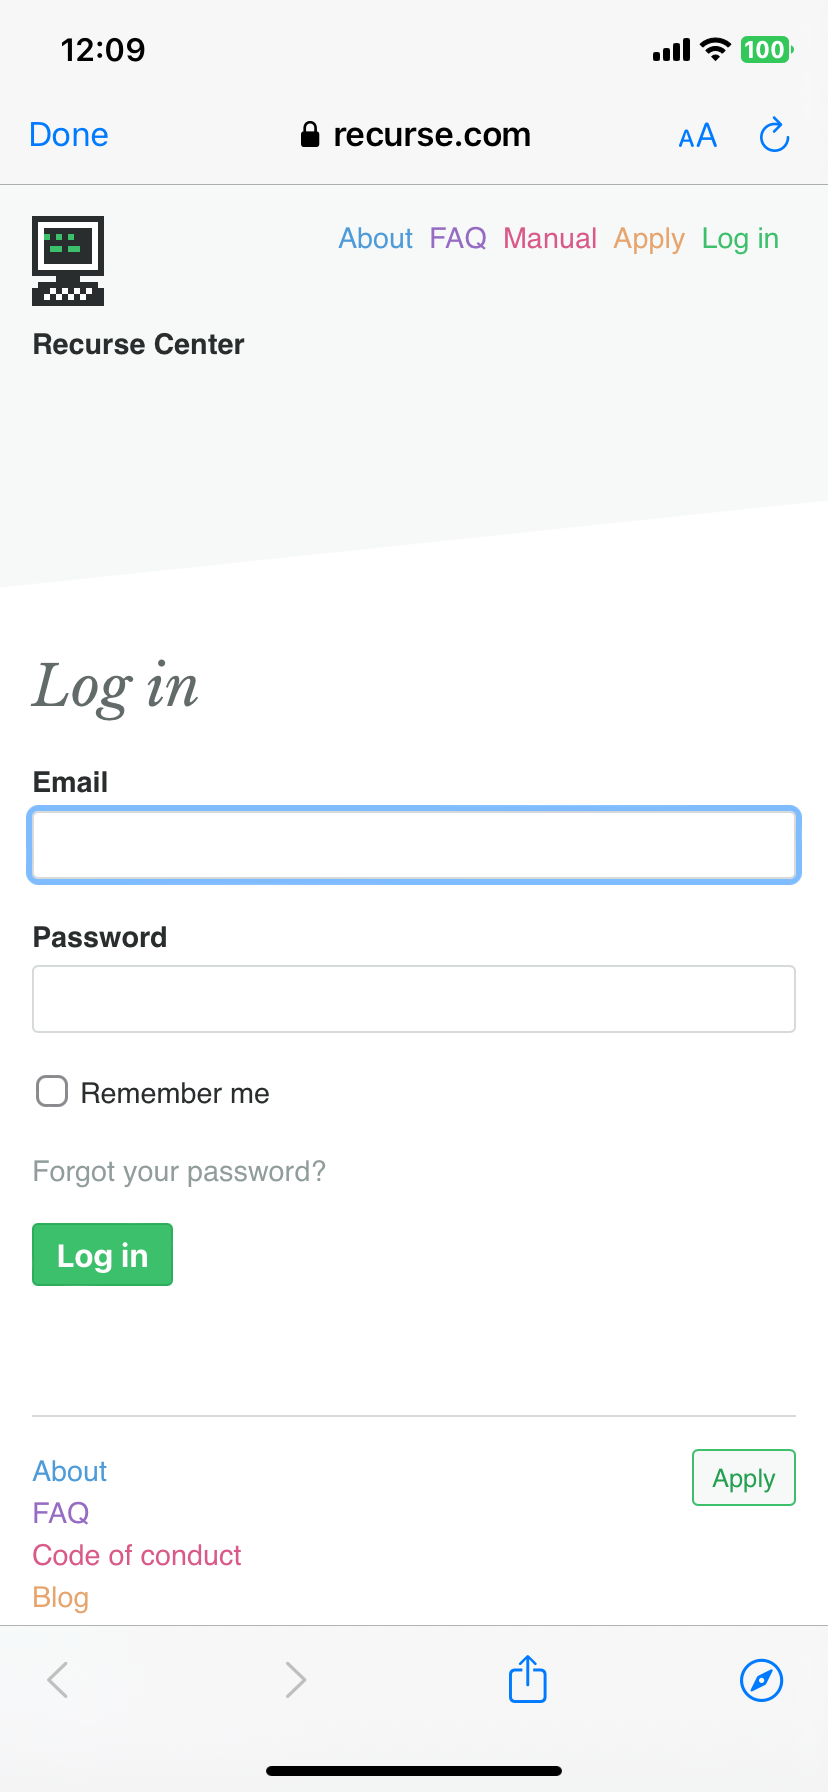 12:09 100
Done recurse.com AA
About FAQ Manual Apply Log in
Recurse Center
Log in
Email
Password
Remember me
Forgot your password?
Log in
About
Apply
FAQ
Code of conduct
Blog